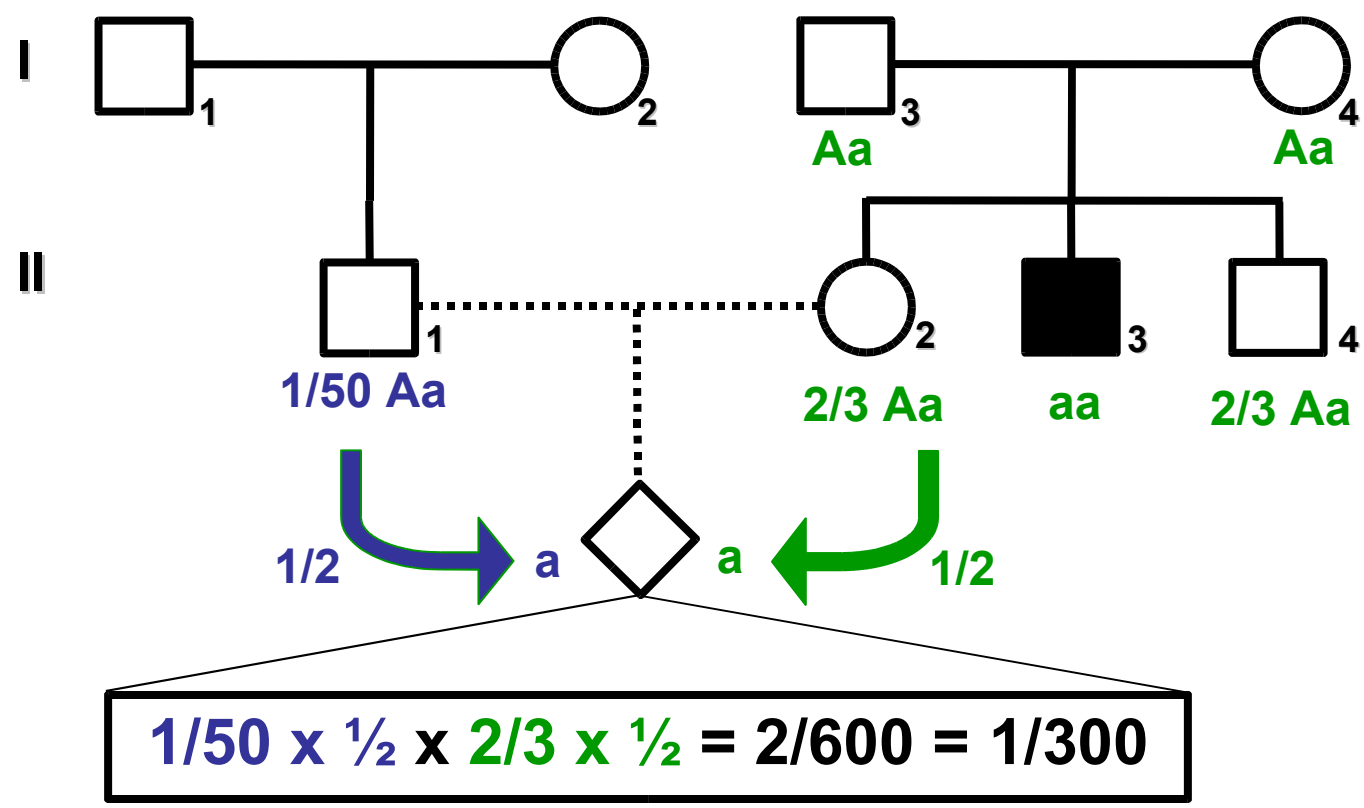 I
1
2
3
4
Aa
Aa
II
1
2
3
4
1/50 Aa
2/3 Aa
aa
2/3 Aa
1/2
a
a
1/2
1/50 x ½ x 2/3 x ½ = 2/600 = 1/300